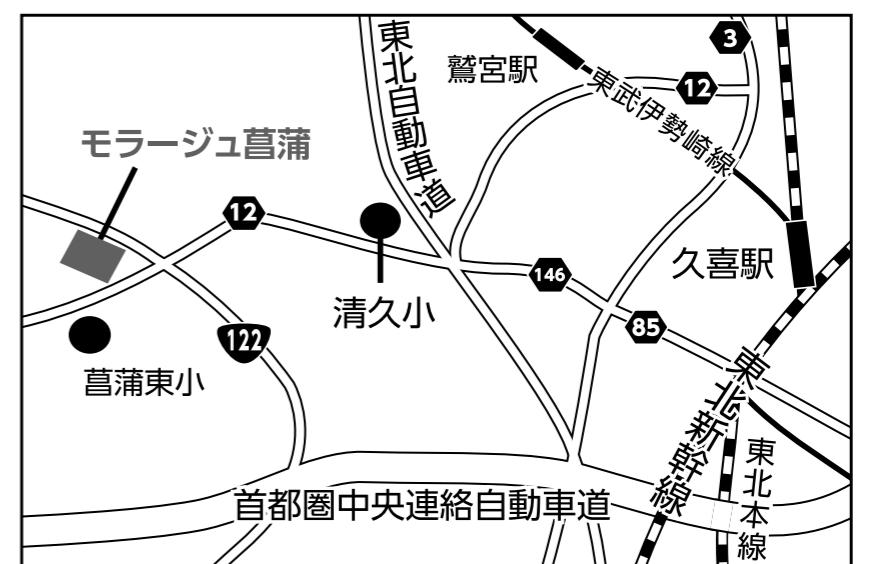 東北自動車道
鷲宮駅
3
12
東武伊勢崎線
モラージュ菖蒲
12
清久小
146
久喜駅
85
122
菖蒲東小
東北新幹線
東北本線
首都圏中央連絡自動車道